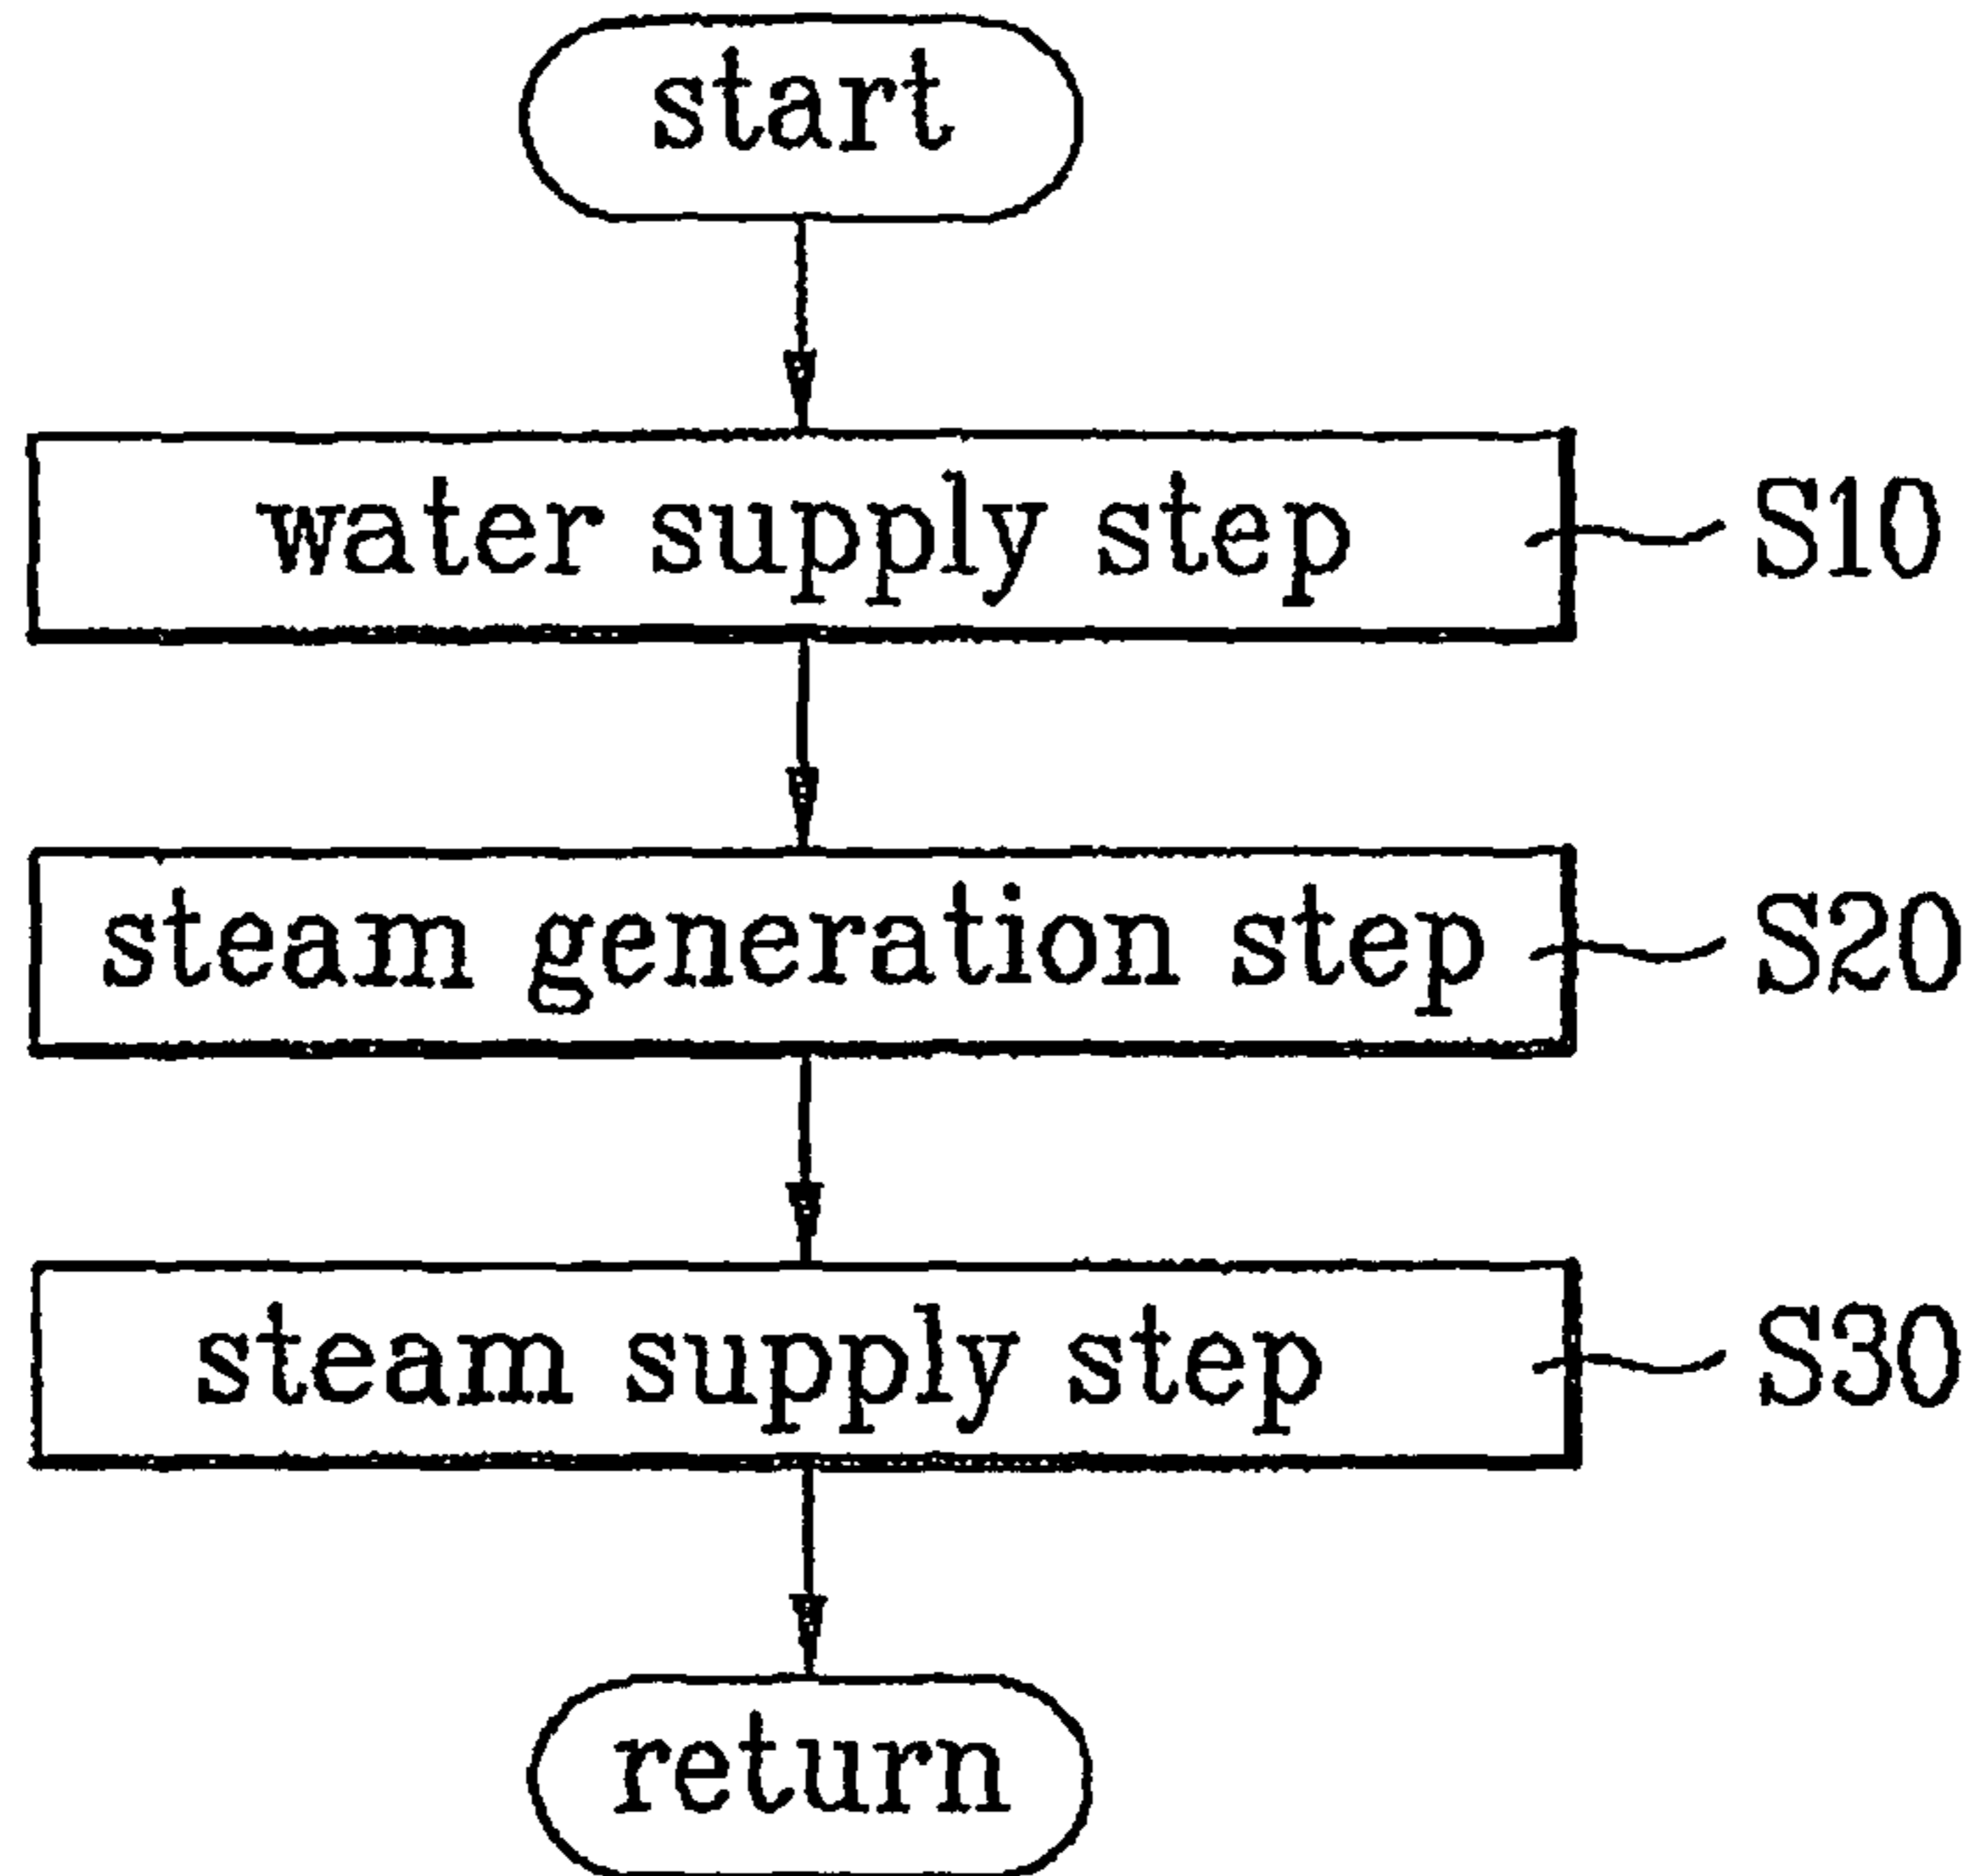 start
water supply step S10
steam generation step S20
steam supply step S30
return